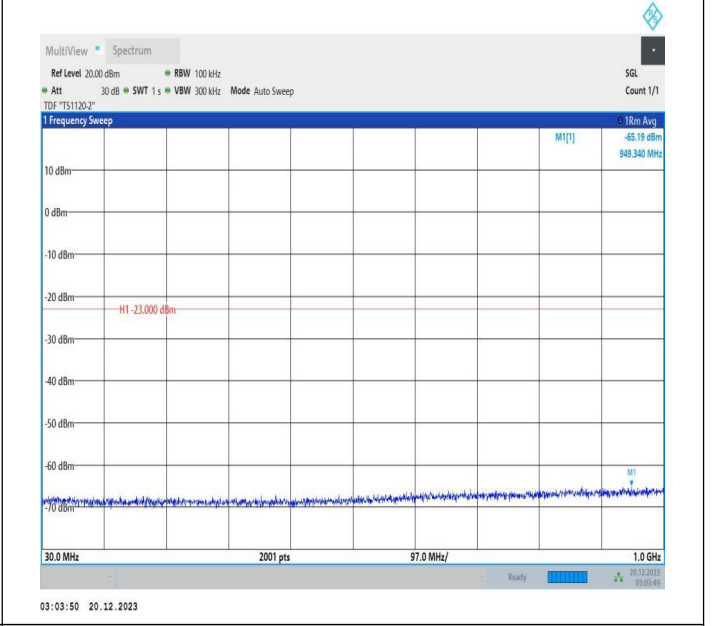 R S
MultiView Spectrum
Ref Level 20.00 dBm RBW 100 kHz SGL
Att 30 dB SWT 1 s VBW 300 kHz Mode Auto Sweep Count 1/1
TDF "TS1120-2"
1 Frequency Sweep 1Rm Avg
M1[1] -65.19 dBm
949.340 MHz
10 dBm
0 dBm
-10 dBm
-20 dBm
H1 -23.000 dBm
-30 dBm
-40 dBm
-50 dBm
-60 dBm
M1
-70 dBm
30.0 MHz 2001 pts 97.0 MHz/ 1.0 GHz
Ready 20.12.2023
03:03:49
03:03:50 20.12.2023